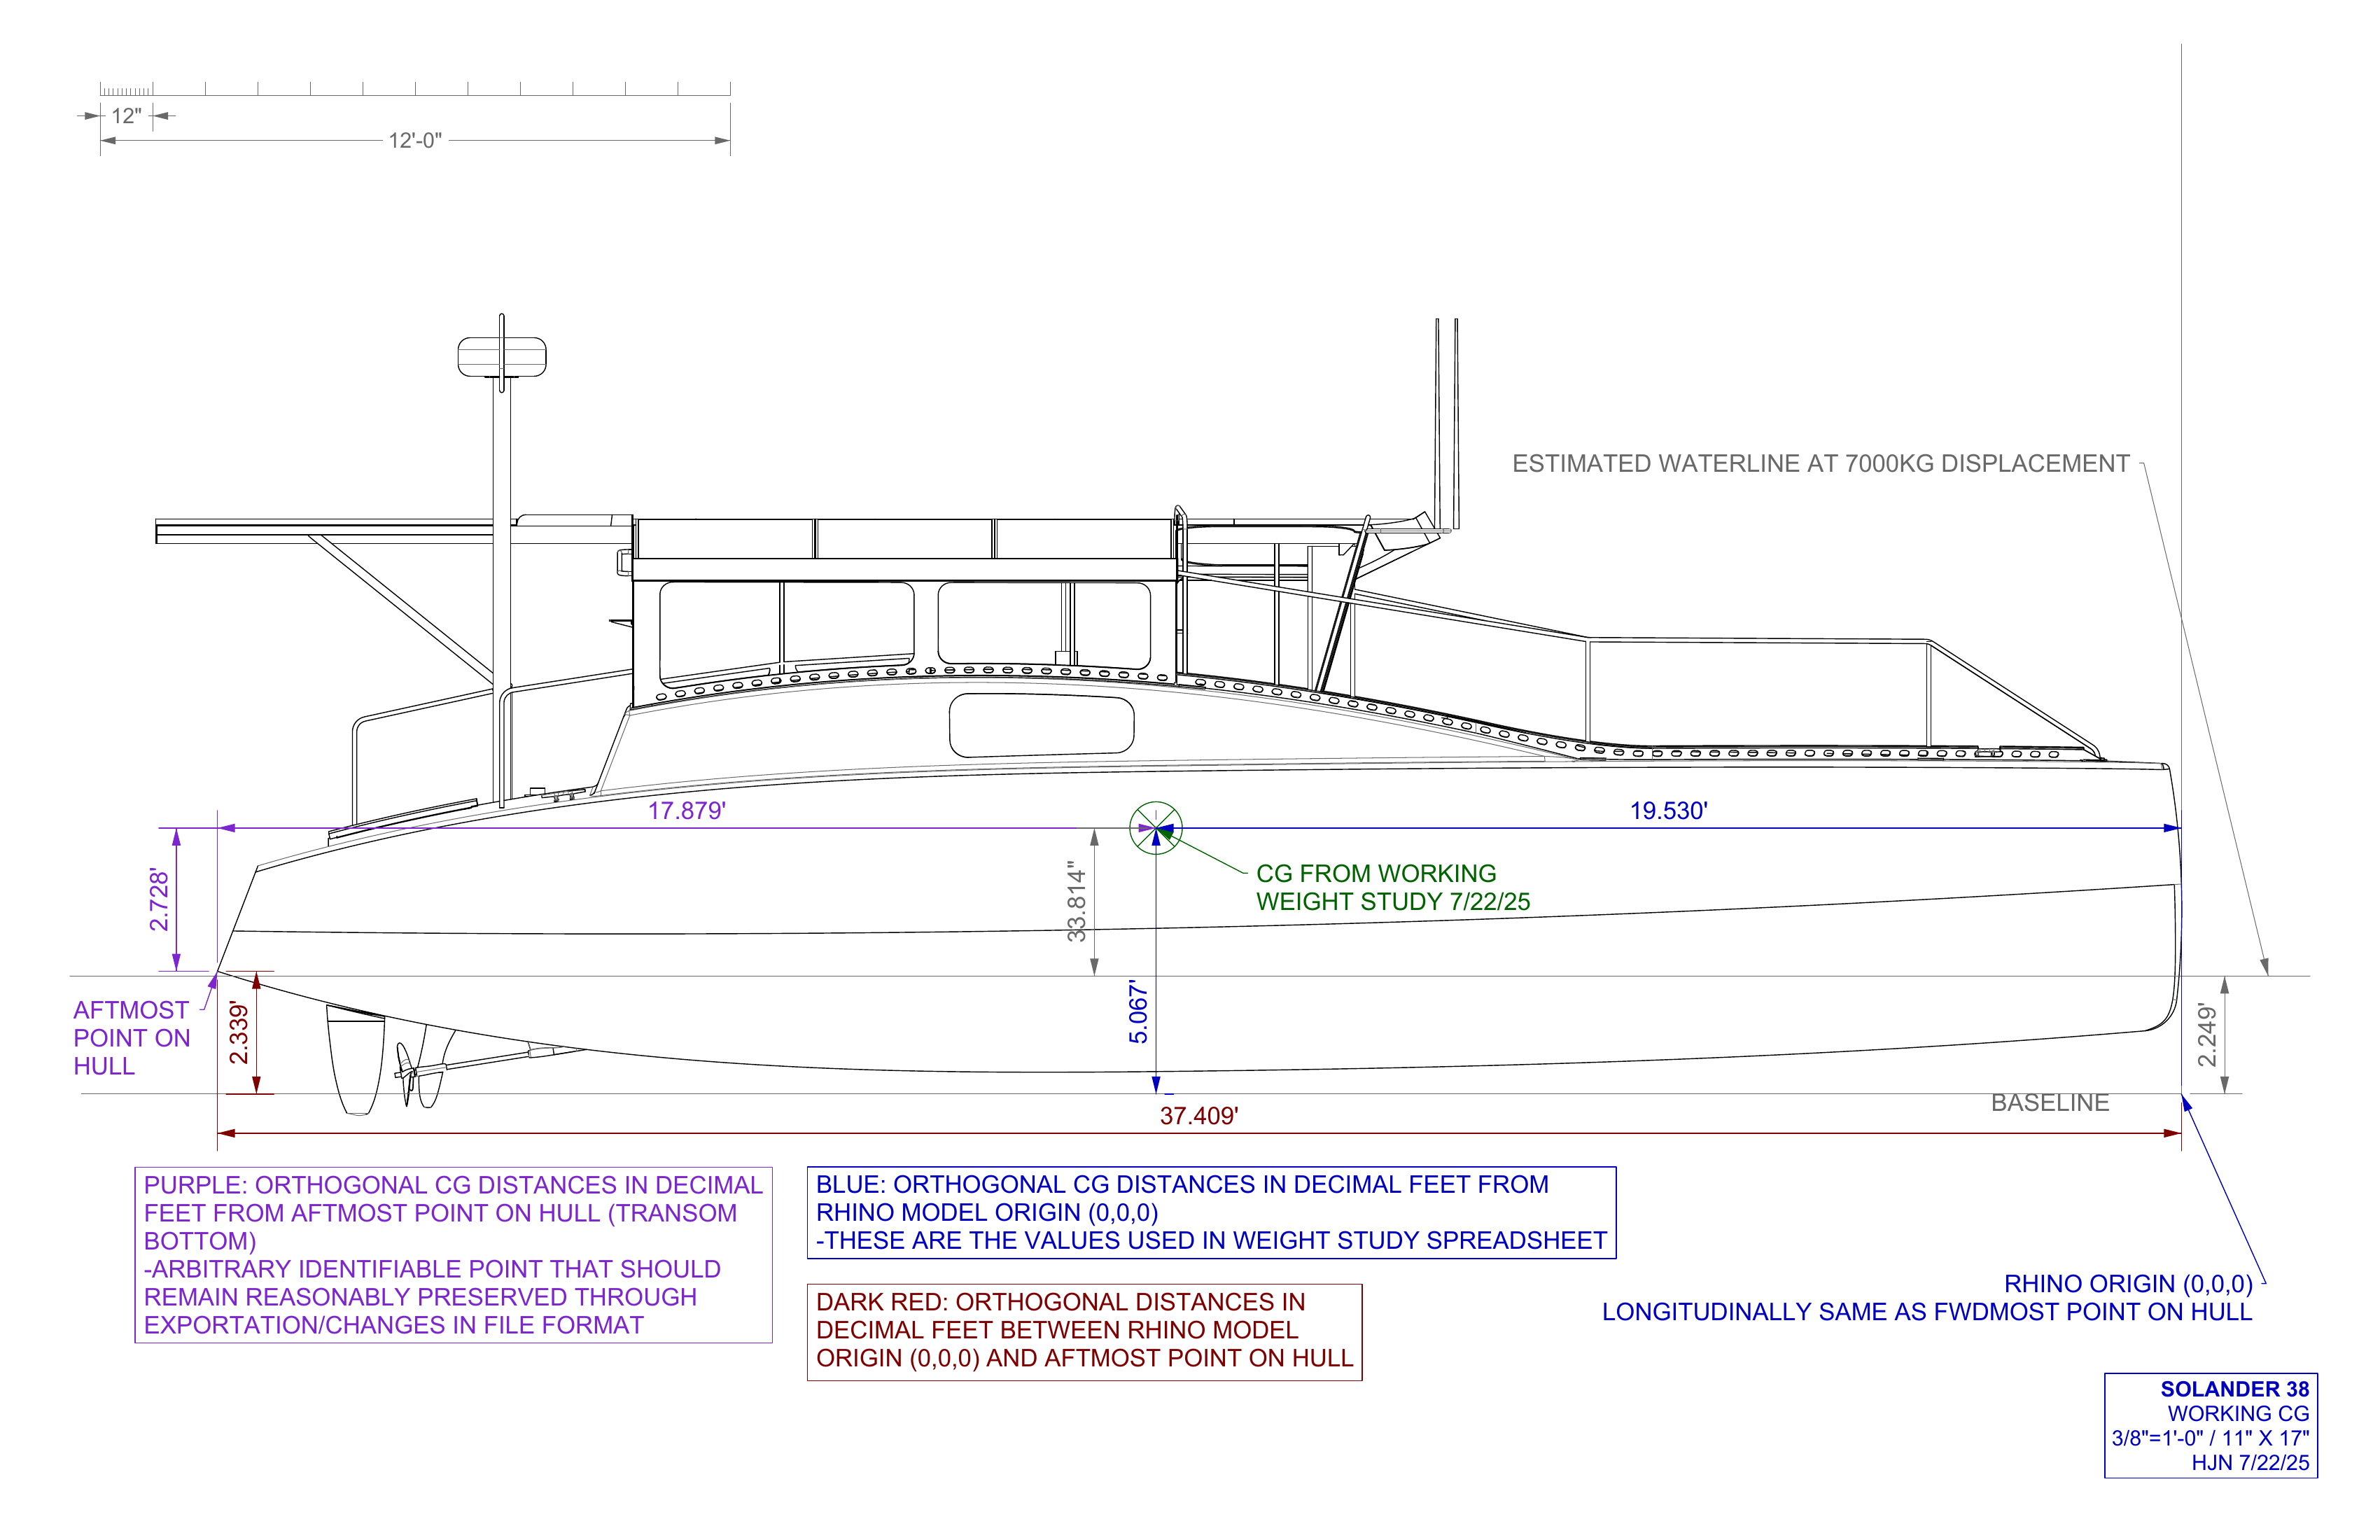 12"
12'-0"
ESTIMATED WATERLINE AT 7000KG DISPLACEMENT
17.879'
19.530'
2.728'
33.814"
CG FROM WORKING
WEIGHT STUDY 7/22/25
AFTMOST
POINT ON
HULL
2.339'
5.067'
2.249'
BASELINE
37.409'
PURPLE: ORTHOGONAL CG DISTANCES IN DECIMAL
FEET FROM AFTMOST POINT ON HULL (TRANSOM
BOTTOM)
-ARBITRARY IDENTIFIABLE POINT THAT SHOULD
REMAIN REASONABLY PRESERVED THROUGH
EXPORTATION/CHANGES IN FILE FORMAT
BLUE: ORTHOGONAL CG DISTANCES IN DECIMAL FEET FROM
RHINO MODEL ORIGIN (0,0,0)
-THESE ARE THE VALUES USED IN WEIGHT STUDY SPREADSHEET
DARK RED: ORTHOGONAL DISTANCES IN
DECIMAL FEET BETWEEN RHINO MODEL
ORIGIN (0,0,0) AND AFTMOST POINT ON HULL
RHINO ORIGIN (0,0,0)
LONGITUDINALLY SAME AS FWDMOST POINT ON HULL
SOLANDER 38
WORKING CG
3/8"=1'-0" / 11" X 17"
HJN 7/22/25